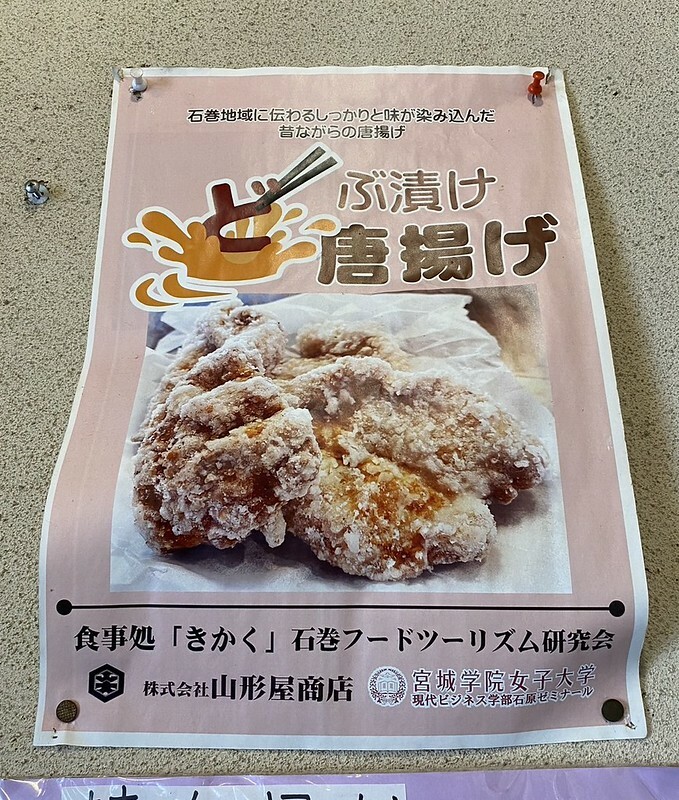 石巻地域に伝わるしっかりと味が染み込んだ
昔ながらの唐揚げ
どぶ漬け
唐揚げ
食事処「きかく」石巻フードツーリズム研究会
株式会社山形屋商店
宮城学院女子大学
現代ビジネス学部石原ゼミナール